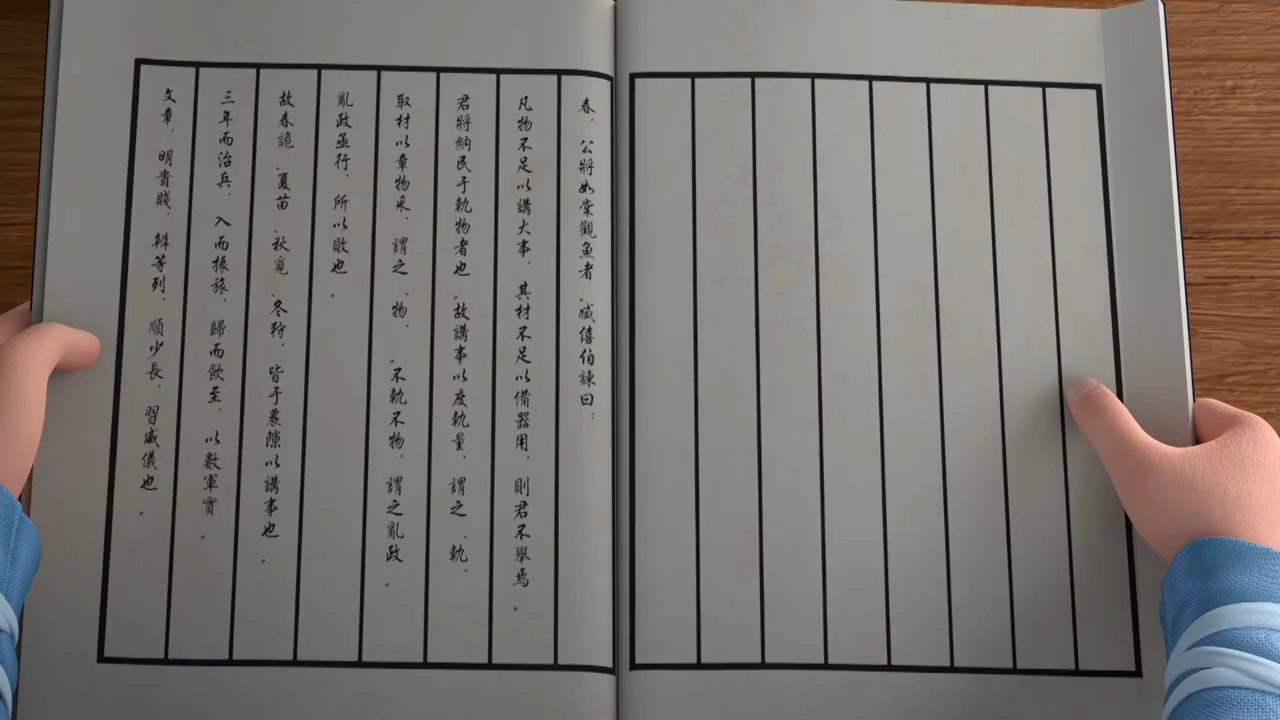 春，公將如棠觀魚者。臧僖伯諫曰：
凡物不足以講大事，其材不足以備器用，則君不舉焉。
君將納民于軌物者也。故講事以度軌量，謂之、軌、
取材以章物采，謂之、物、。不軌不物，謂之亂政。
亂政亟行，所以敗也。
故春蒐、夏苗、秋獮、冬狩，皆于農隙以講事也。
三年而治兵，入而振旅，歸而飲至，以數軍實。
文章，明貴賤，辨等列，順少長，習威儀也。